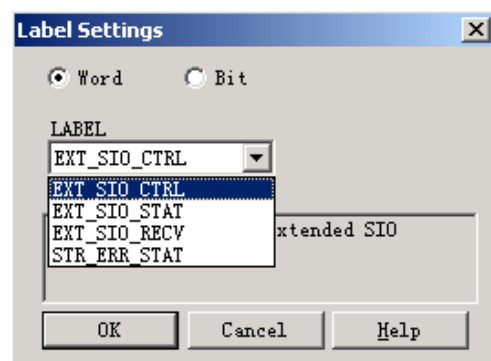 Label Settings
Word Bit
LABEL
EXT_SIO_CTRL
EXT_SIO_CTRL
EXT_SIO_STAT
EXT_SIO_RECV xtended SIO
STR_ERR_STAT
OK Cancel Help